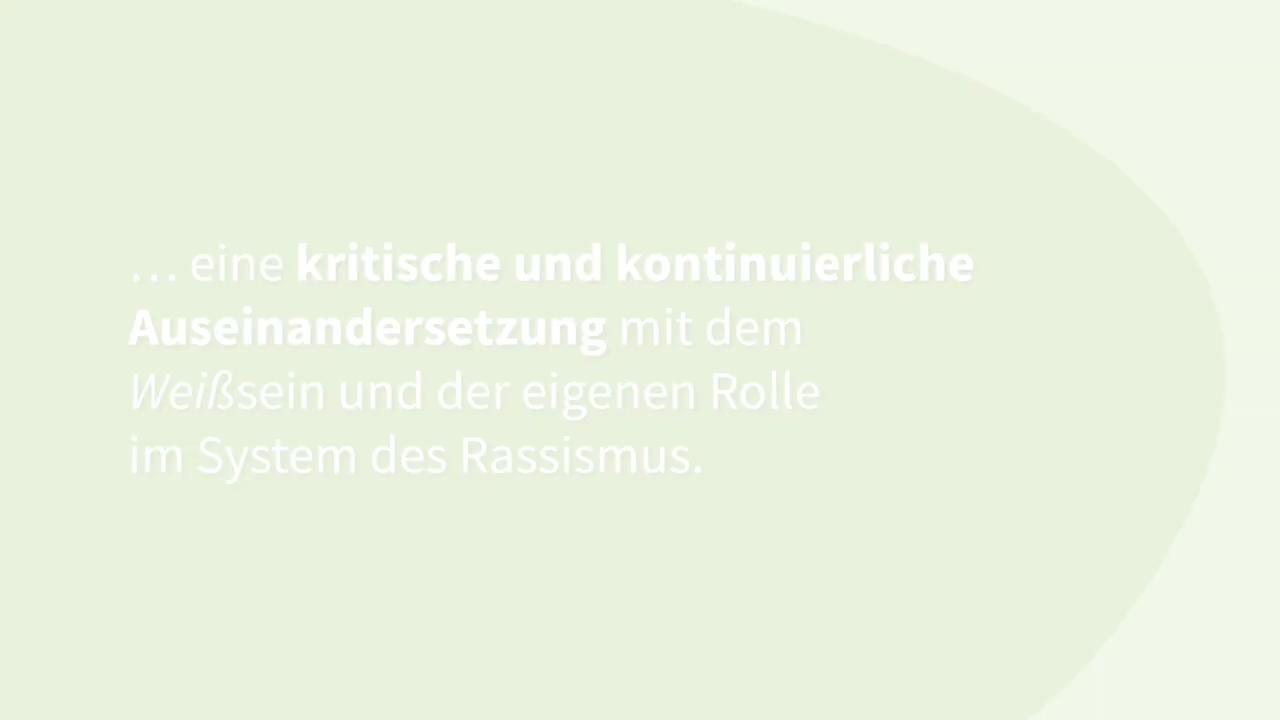 … eine kritische und kontinuierliche
Auseinandersetzung mit dem
Weißsein und der eigenen Rolle
im System des Rassismus.